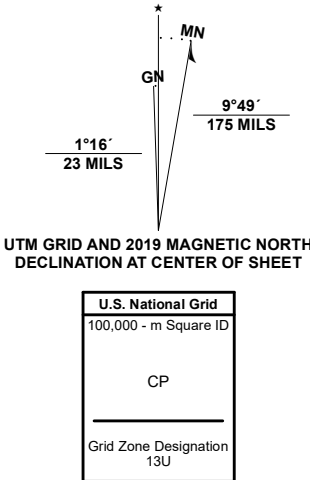 ★
MN
GN
9°49´
175 MILS
1°16´
23 MILS
UTM GRID AND 2019 MAGNETIC NORTH
DECLINATION AT CENTER OF SHEET
U.S. National Grid
100,000 - m Square ID
CP
Grid Zone Designation
13U